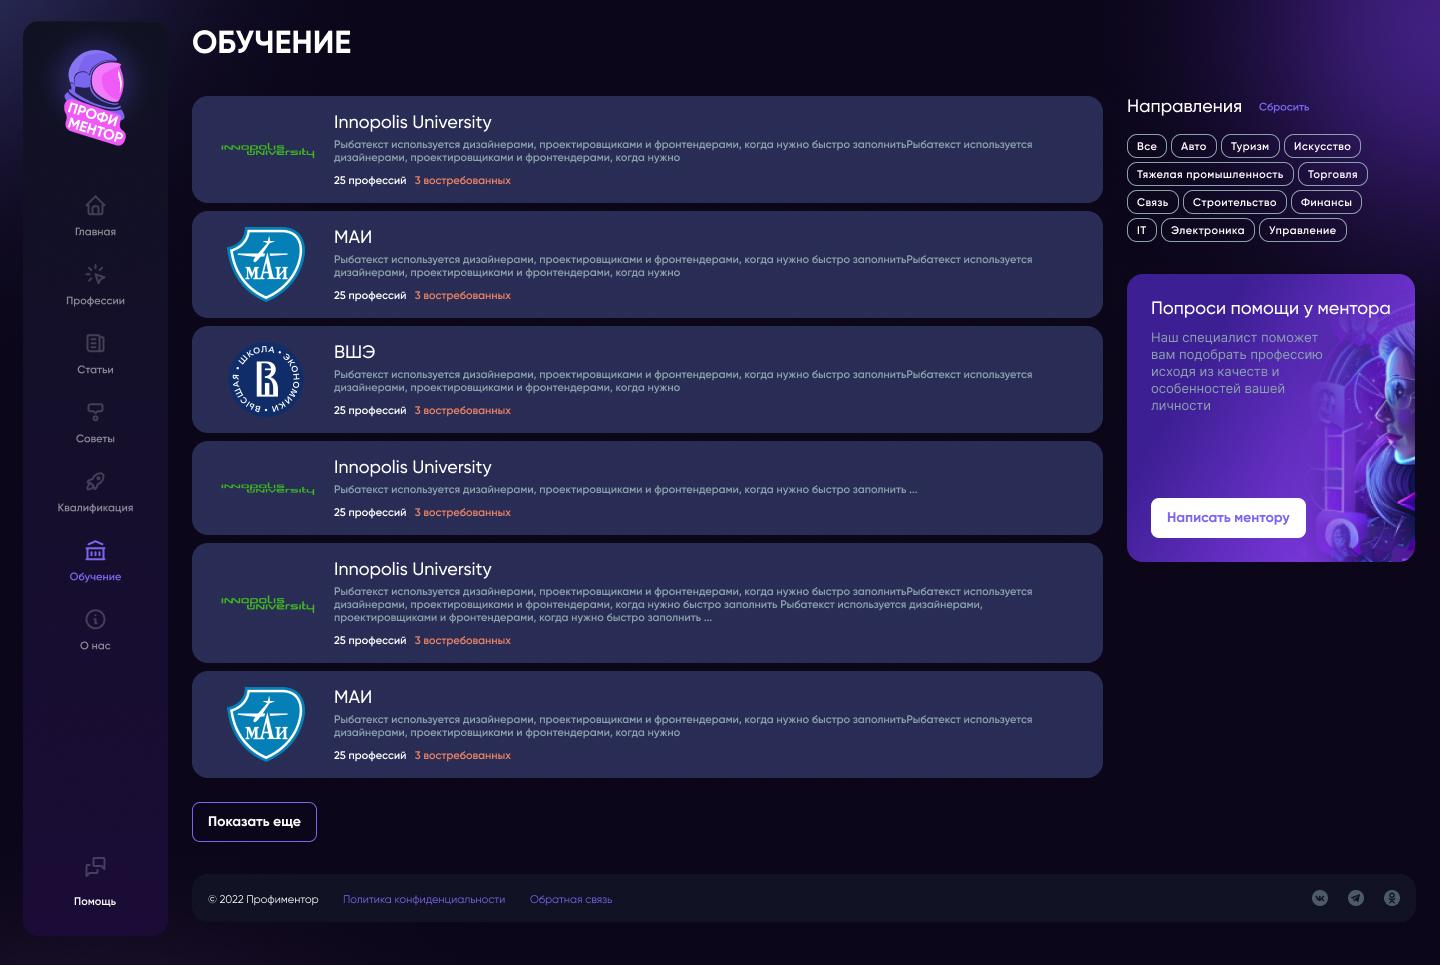 ПРОФИ
МЕНТОР
Главная
Профессии
Статьи
Советы
Квалификация
Обучение
О нас
Помощь
ОБУЧЕНИЕ
INNOPOLIS
UNIVERSITY
Innopolis University
Рыбатекст используется дизайнерами, проектировщиками и фронтендерами, когда нужно быстро заполнитьРыбатекст используется
дизайнерами, проектировщиками и фронтендерами, когда нужно
25 профессий 3 востребованных
МАИ
МАИ
Рыбатекст используется дизайнерами, проектировщиками и фронтендерами, когда нужно быстро заполнитьРыбатекст используется
дизайнерами, проектировщиками и фронтендерами, когда нужно
25 профессий 3 востребованных
ВЫСШАЯ • ШКОЛА • ЭКОНОМИКИ •
ВШЭ
Рыбатекст используется дизайнерами, проектировщиками и фронтендерами, когда нужно быстро заполнитьРыбатекст используется
дизайнерами, проектировщиками и фронтендерами, когда нужно
25 профессий 3 востребованных
INNOPOLIS
UNIVERSITY
Innopolis University
Рыбатекст используется дизайнерами, проектировщиками и фронтендерами, когда нужно быстро заполнить ...
25 профессий 3 востребованных
INNOPOLIS
UNIVERSITY
Innopolis University
Рыбатекст используется дизайнерами, проектировщиками и фронтендерами, когда нужно быстро заполнитьРыбатекст используется
дизайнерами, проектировщиками и фронтендерами, когда нужно быстро заполнить Рыбатекст используется дизайнерами,
проектировщиками и фронтендерами, когда нужно быстро заполнить ...
25 профессий 3 востребованных
МАИ
МАИ
Рыбатекст используется дизайнерами, проектировщиками и фронтендерами, когда нужно быстро заполнитьРыбатекст используется
дизайнерами, проектировщиками и фронтендерами, когда нужно
25 профессий 3 востребованных
Показать еще
Направления Сбросить
Все Авто Туризм Искусство
Тяжелая промышленность Торговля
Связь Строительство Финансы
IT Электроника Управление
Попроси помощи у ментора
Наш специалист поможет
вам подобрать профессию
исходя из качеств и
особенностей вашей
личности
Написать ментору
© 2022 Профиментор Политика конфиденциальности Обратная связь